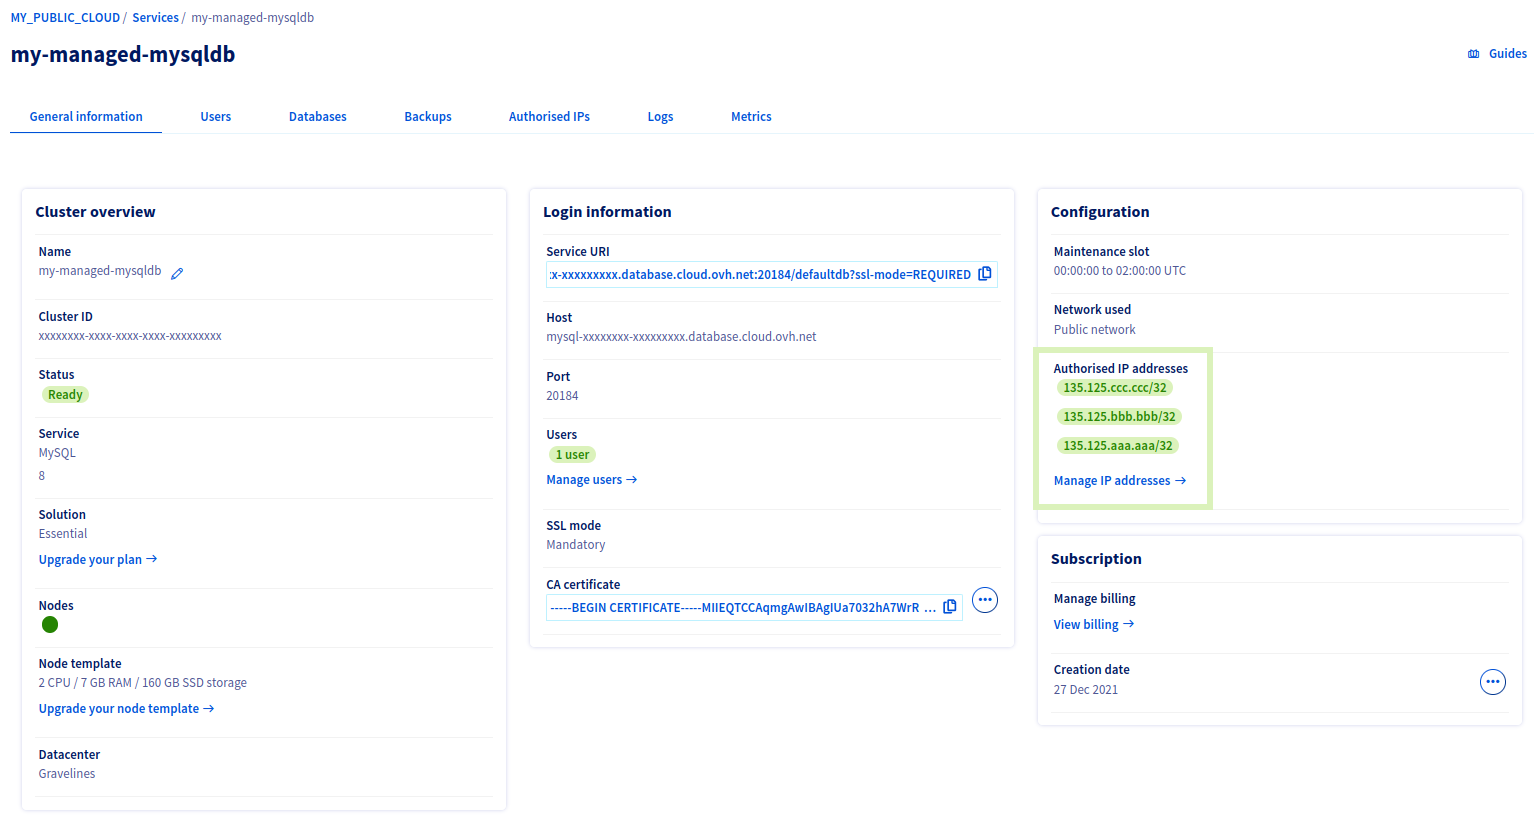 MY_PUBLIC_CLOUD / Services / my-managed-mysqldb
my-managed-mysqldb
Guides
General information
Users
Databases
Backups
Authorised IPs
Logs
Metrics
Cluster overview
Name
my-managed-mysqldb
Cluster ID
xxxxxxxx-xxxx-xxxx-xxxx-xxxxxxxxx
Status
Ready
Service
MySQL
8
Solution
Essential
Upgrade your plan →
Nodes
Node template
2 CPU / 7 GB RAM / 160 GB SSD storage
Upgrade your node template →
Datacenter
Gravelines
Login information
Service URI
:x-xxxxxxxxx.database.cloud.ovh.net:20184/defaultdb?ssl-mode=REQUIRED
Host
mysql-xxxxxxxx-xxxxxxxxx.database.cloud.ovh.net
Port
20184
Users
1 user
Manage users →
SSL mode
Mandatory
CA certificate
-----BEGIN CERTIFICATE-----MIIEQTCCAqmgAwIBAgIUa7032hA7WrR ...
Configuration
Maintenance slot
00:00:00 to 02:00:00 UTC
Network used
Public network
Authorised IP addresses
135.125.ccc.ccc/32
135.125.bbb.bbb/32
135.125.aaa.aaa/32
Manage IP addresses →
Subscription
Manage billing
View billing →
Creation date
27 Dec 2021